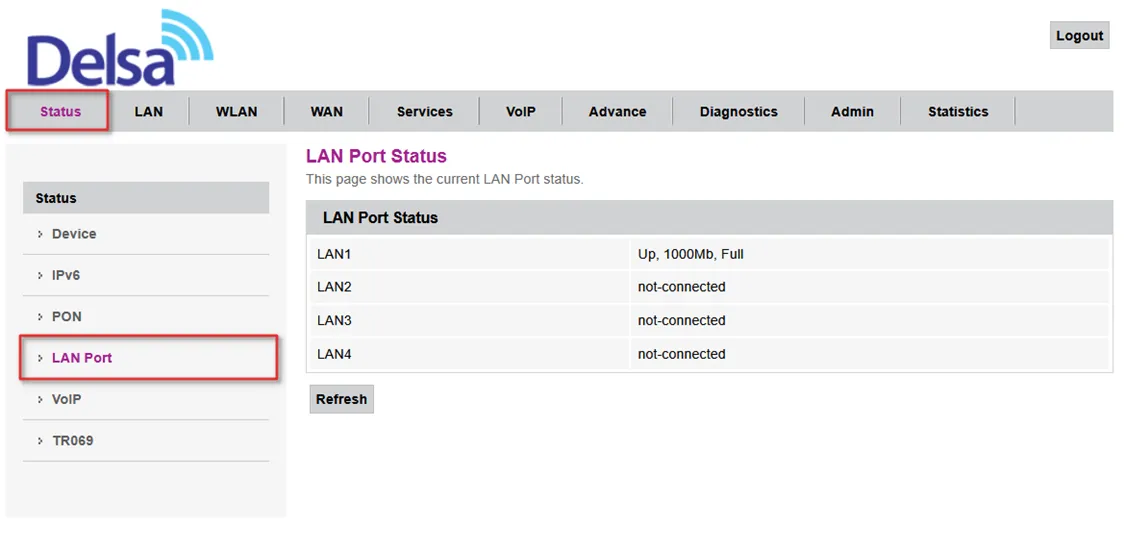 Delsa
Logout
Status LAN WLAN WAN Services VoIP Advance Diagnostics Admin Statistics
Status
Device
IPv6
PON
LAN Port
VoIP
TR069
LAN Port Status
This page shows the current LAN Port status.
LAN Port Status
LAN1 Up, 1000Mb, Full
LAN2 not-connected
LAN3 not-connected
LAN4 not-connected
Refresh